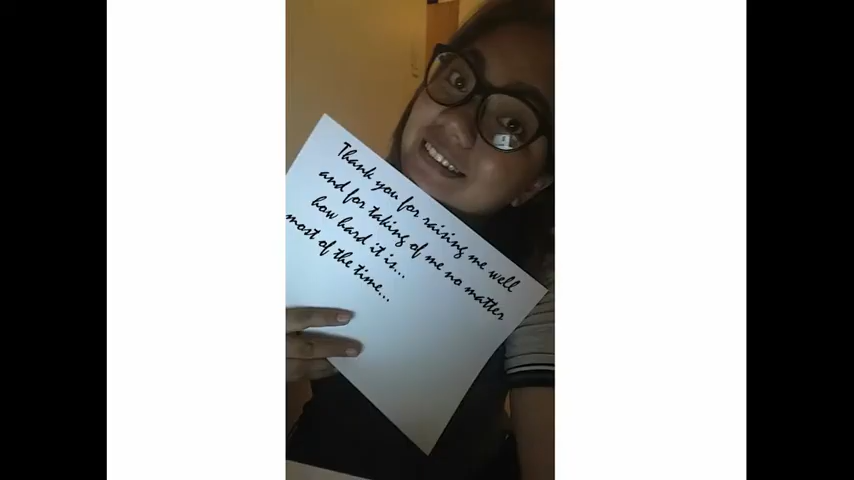 Thank you for raising me well
and for taking of me no matter
how hard it is...
most of the time...